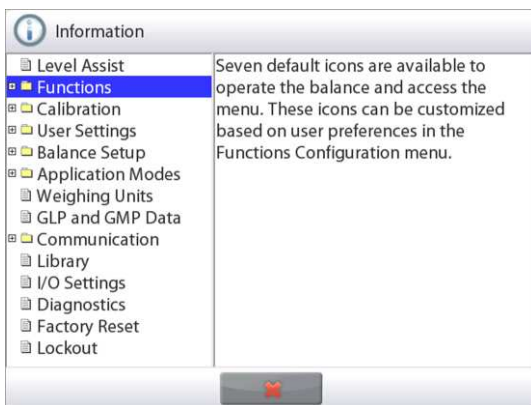 Information
Level Assist
Functions
Calibration
User Settings
Balance Setup
Application Modes
Weighing Units
GLP and GMP Data
Communication
Library
I/O Settings
Diagnostics
Factory Reset
Lockout
Seven default icons are available to
operate the balance and access the
menu. These icons can be customized
based on user preferences in the
Functions Configuration menu.